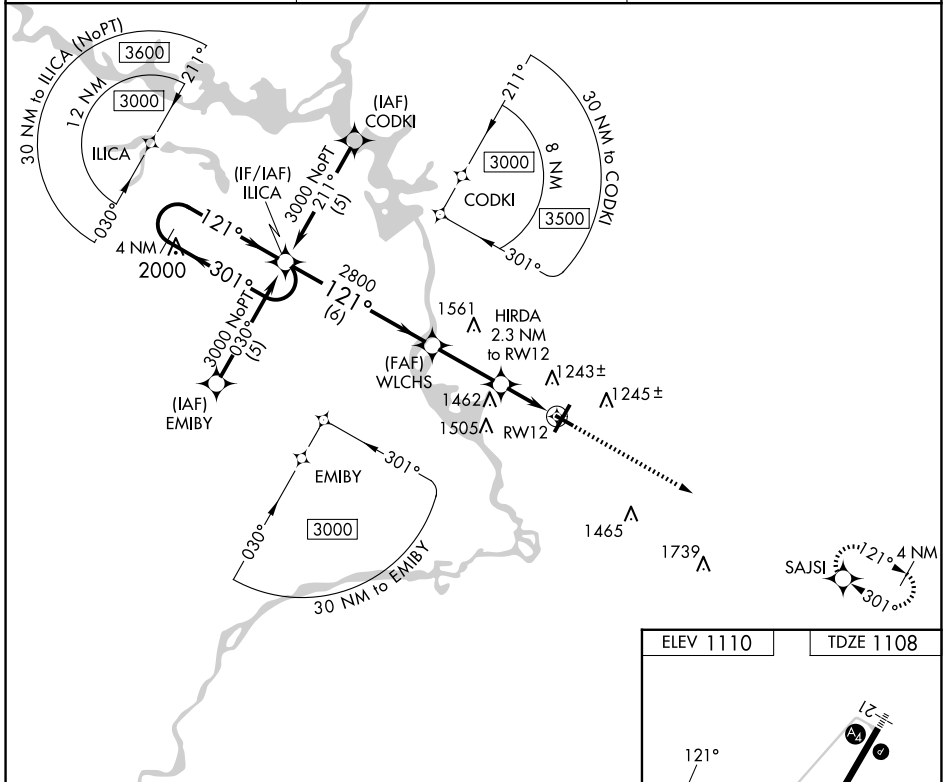 30 NM to ILICA (NoPT)
3600
211°
12 NM
3000
ILICA
030°
(IAF)
CODKI
3000 NoPT
211°
(5)
211°
30 NM to CODKI
3000
8 NM
CODKI
3500
301°
(IF/IAF)
ILICA
121°
4 NM
2000
301°
2800
121°
(6)
3000 NoPT
030°
(5)
(IAF)
EMIBY
1561
HIRDA
2.3 NM
to RW12
(FAF)
WLCHS
1243±
1462
1245±
1505
RW12
301°
EMIBY
030°
3000
30 NM to EMIBY
1465
1739
SAJSI
121°
4 NM
301°
ELEV 1110
TDZE 1108
12-21
121°
A4
P